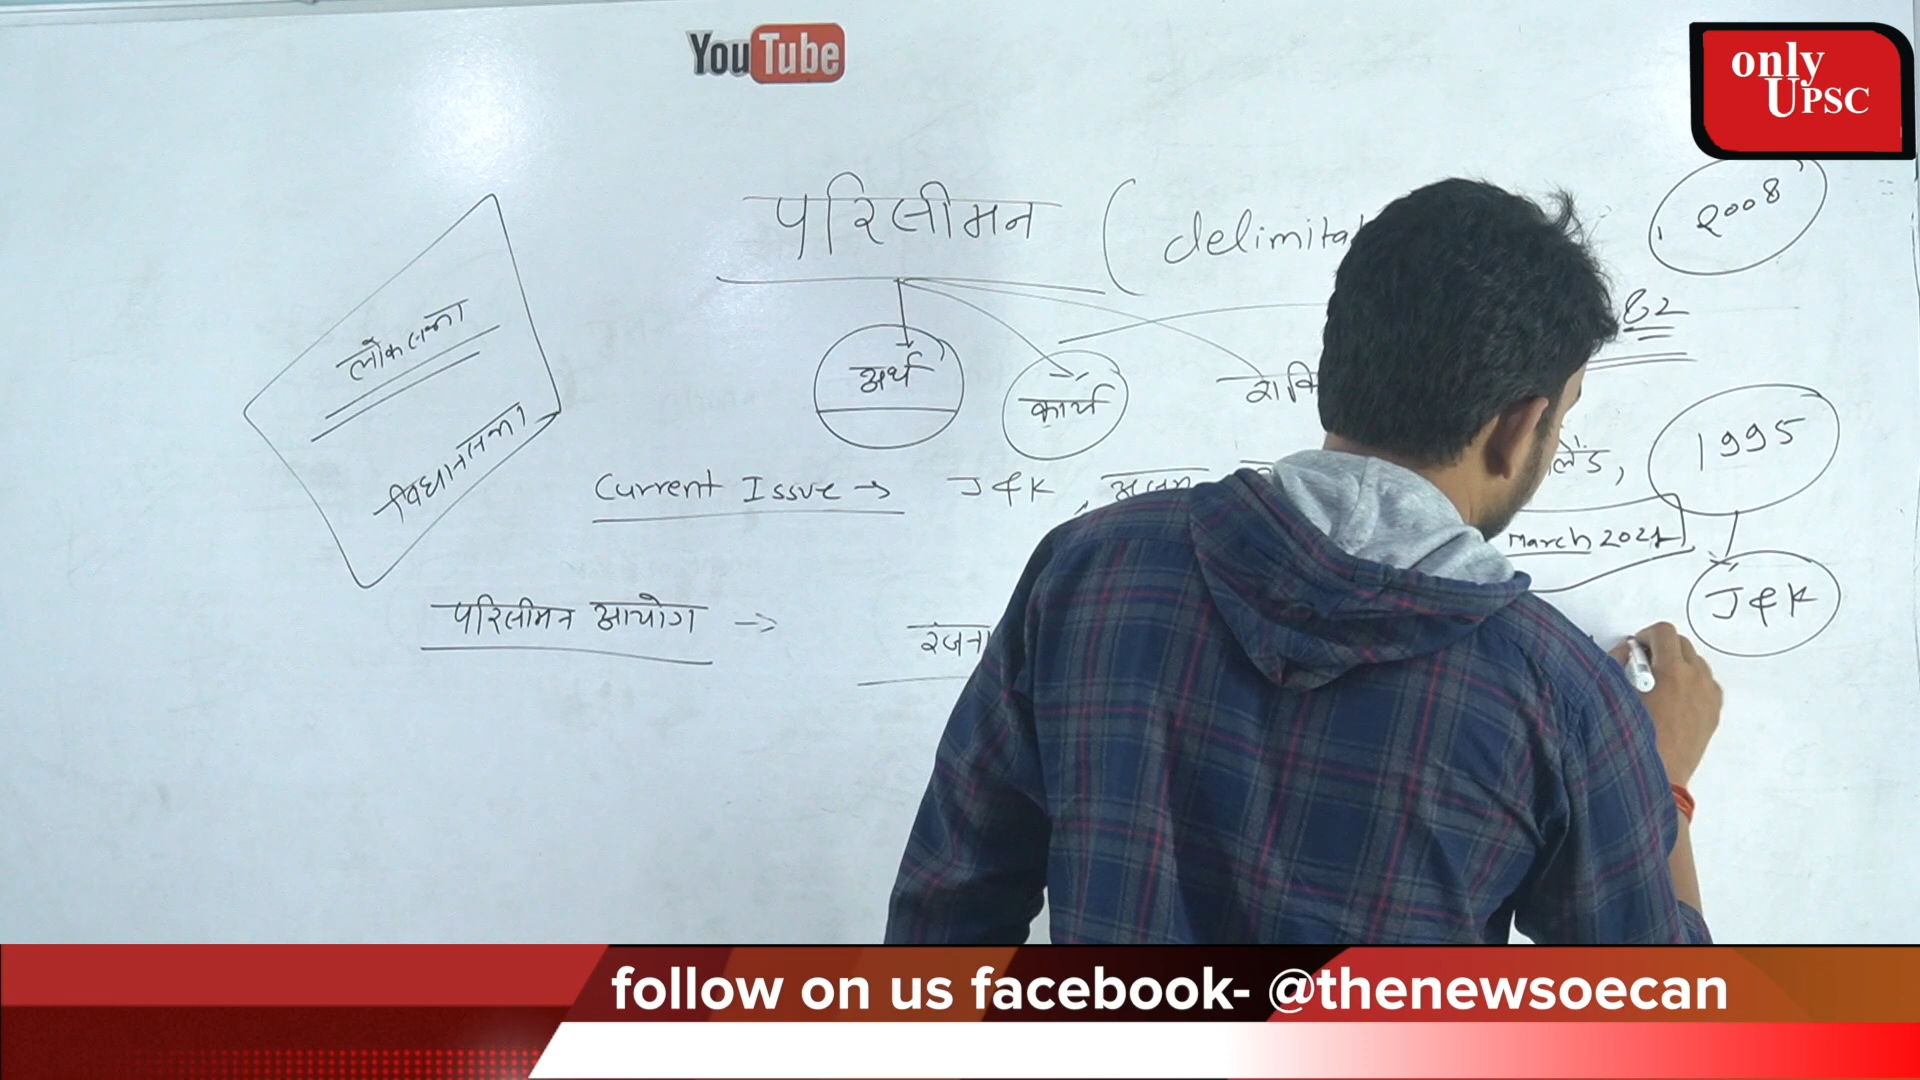 YouTube
only
UPSC
परिसीमन ( delimita
2008
82
लोकसभा
विधानसभा
अर्थ
कार्य
1995
Current Issue → J&K ,
March 2021
J&K
परिसीमन आयोग → रंजना
follow on us facebook- @thenewsoecan